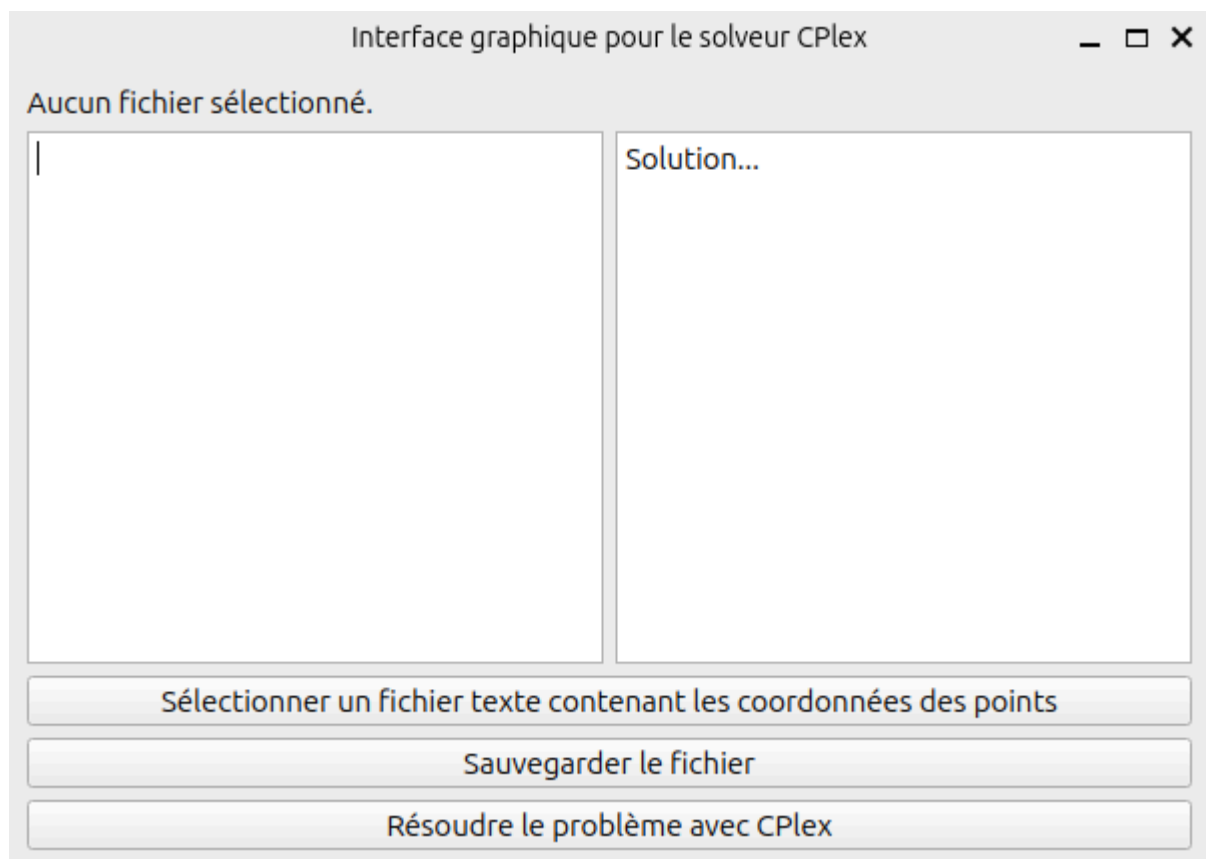 Interface graphique pour le solveur CPlex
Aucun fichier sélectionné.
Solution...
Sélectionner un fichier texte contenant les coordonnées des points
Sauvegarder le fichier
Résoudre le problème avec CPlex